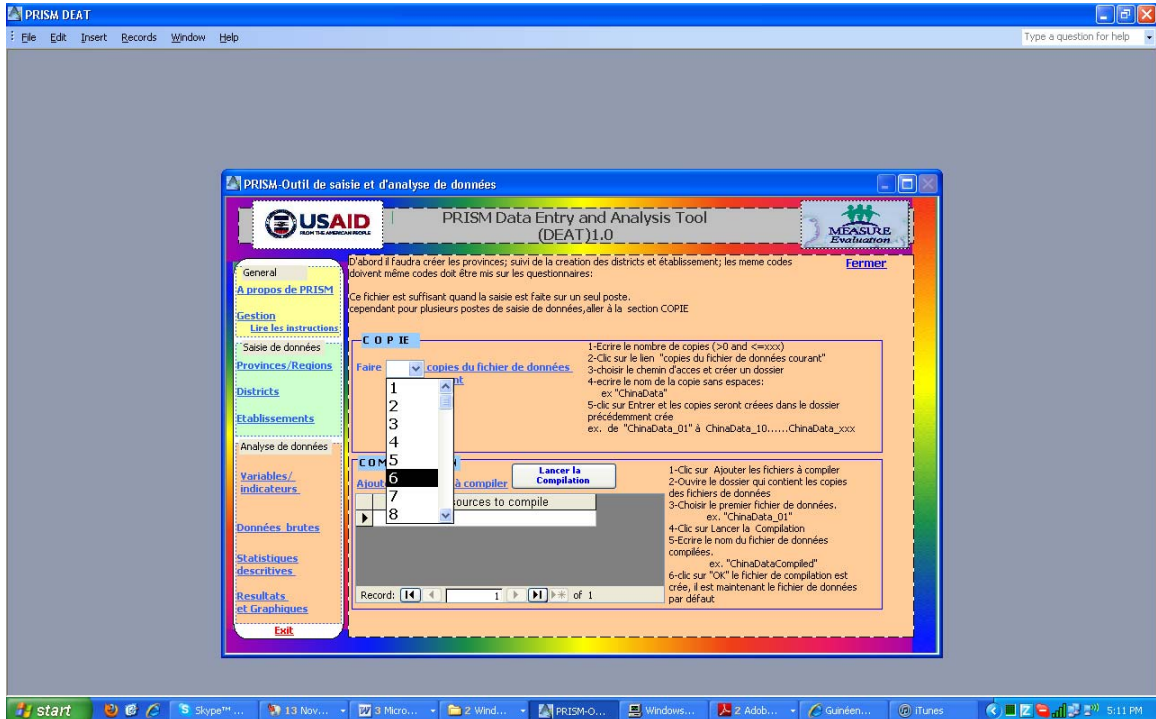 PRISM DEAT
File Edit Insert Records Window Help
Type a question for help
PRISM-Outil de saisie et d'analyse de données
USAID
FROM THE AMERICAN PEOPLE
PRISM Data Entry and Analysis Tool
(DEAT)1.0
MEASURE
Evaluation
General
A propos de PRISM
Gestion
Lire les instructions
Saisie de données
Provinces/Regions
Districts
Etablissements
Analyse de données
Variables/
indicateurs
Données brutes
Statistiques
descritives
Resultats
et Graphiques
Exit
D'abord il faudra créer les provinces; suivi de la creation des districts et établissement; les meme codes
doivent même codes doit être mis sur les questionnaires:
Fermer
Ce fichier est suffisant quand la saisie est faite sur un seul poste.
cependant pour plusieurs postes de saisie de données,aller à la section COPIE
COPIE
Faire copies du fichier de données
nt
1
2
3
4
5
6
7
8
1-Ecrire le nombre de copies (>0 and <=xxx)
2-Clic sur le lien "copies du fichier de données courant"
3-choisir le chemin d'acces et créer un dossier
4-ecrire le nom de la copie sans espaces:
ex "ChinaData"
5-clic sur Entrer et les copies seront créees dans le dossier
précédemment crée
ex. de "ChinaData_01" à ChinaData_10......ChinaData_xxx
COM N
Ajout à compiler
Lancer la
Compilation
sources to compile
Record: 1 of 1
1-Clic sur Ajouter les fichiers à compiler
2-Ouvire le dossier qui contient les copies
des fichiers de données
3-Choisir le premier fichier de données.
ex. "ChinaData_01"
4-Clic sur Lancer la Compilation
5-Ecrire le nom du fichier de données
compilées.
ex. "ChinaDataCompiled"
6-clic sur "OK" le fichier de compilation est
crée, il est maintenant le fichier de données
par défaut
start
Skype™ ...
13 Nov...
3 Micro...
2 Wind...
PRISM-O...
Windows...
2 Adob...
Guinéen...
iTunes
5:11 PM